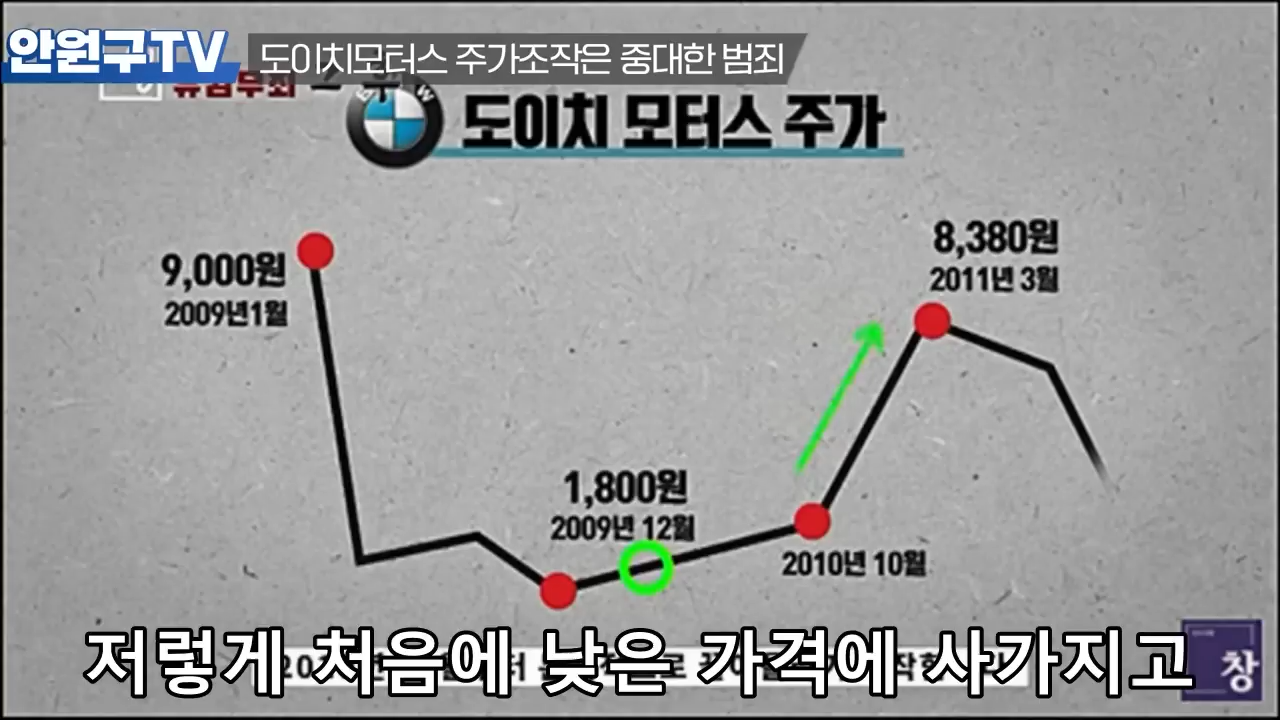 안원구TV
도이치모터스 주가조작은 중대한 범죄
도이치 모터스 주가
9,000원
2009년1월
8,380원
2011년 3월
1,800원
2009년 12월
2010년 10월
저렇게 처음에 낮은 가격에 사가지고
창